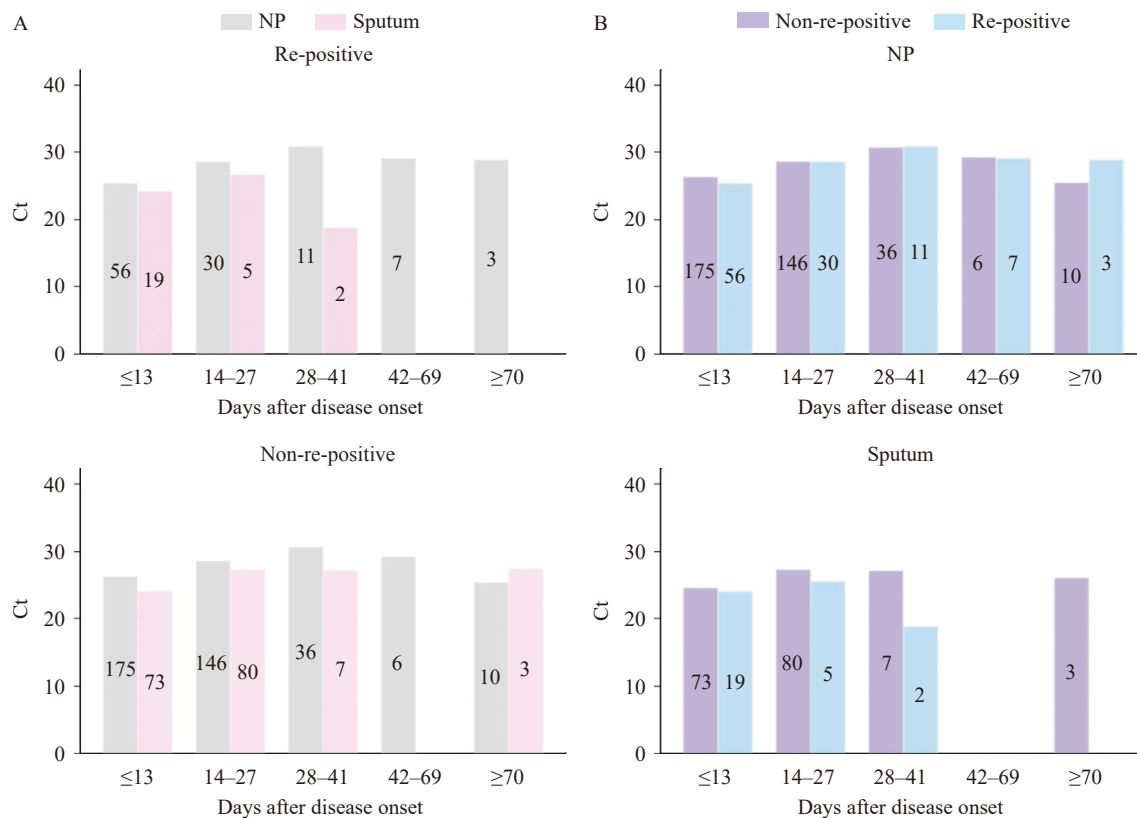 A
NP Sputum
Re-positive
Ct
40
30
20
10
0
56 19 30 5 11 2 7 3
≤13 14–27 28–41 42–69 ≥70
Days after disease onset
Non-re-positive
Ct
40
30
20
10
0
175 73 146 80 36 7 6 10 3
≤13 14–27 28–41 42–69 ≥70
Days after disease onset
B
Non-re-positive Re-positive
NP
Ct
40
30
20
10
0
175 56 146 30 36 11 6 7 10 3
≤13 14–27 28–41 42–69 ≥70
Days after disease onset
Sputum
Ct
40
30
20
10
0
73 19 80 5 7 2 3
≤13 14–27 28–41 42–69 ≥70
Days after disease onset